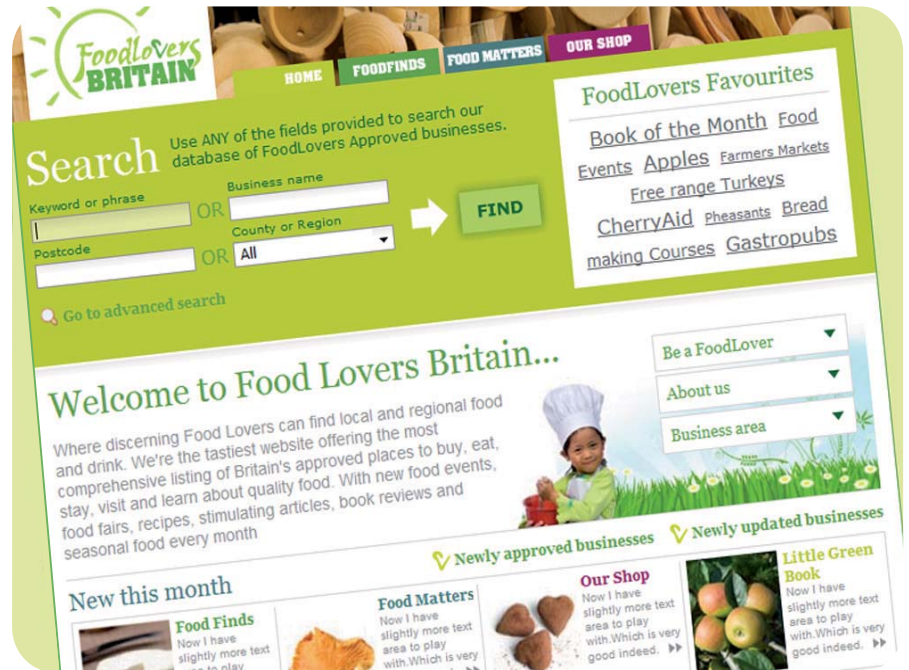 Foodlovers
BRITAIN
HOME
FOODFINDS
FOOD MATTERS
OUR SHOP
Search
Use ANY of the fields provided to search our
database of FoodLovers Approved businesses.
Keyword or phrase
OR
Business name
Postcode
OR
County or Region
All
FIND
Go to advanced search
FoodLovers Favourites
Book of the Month Food
Events Apples Farmers Markets
Free range Turkeys
CherryAid Pheasants Bread
making Courses Gastropubs
Welcome to Food Lovers Britain...
Where discerning Food Lovers can find local and regional food
and drink. We're the tastiest website offering the most
comprehensive listing of Britain's approved places to buy, eat,
stay, visit and learn about quality food. With new food events,
food fairs, recipes, stimulating articles, book reviews and
seasonal food every month
Be a FoodLover
About us
Business area
Newly approved businesses
Newly updated businesses
New this month
Food Finds
Now I have
slightly more text
area to play
Food Matters
Now I have
slightly more text
area to play
with.Which is very
Our Shop
Now I have
slightly more text
area to play
with.Which is very
good indeed.
Little Green
Book
Now I have
slightly more text
area to play
with.Which is very
good indeed.